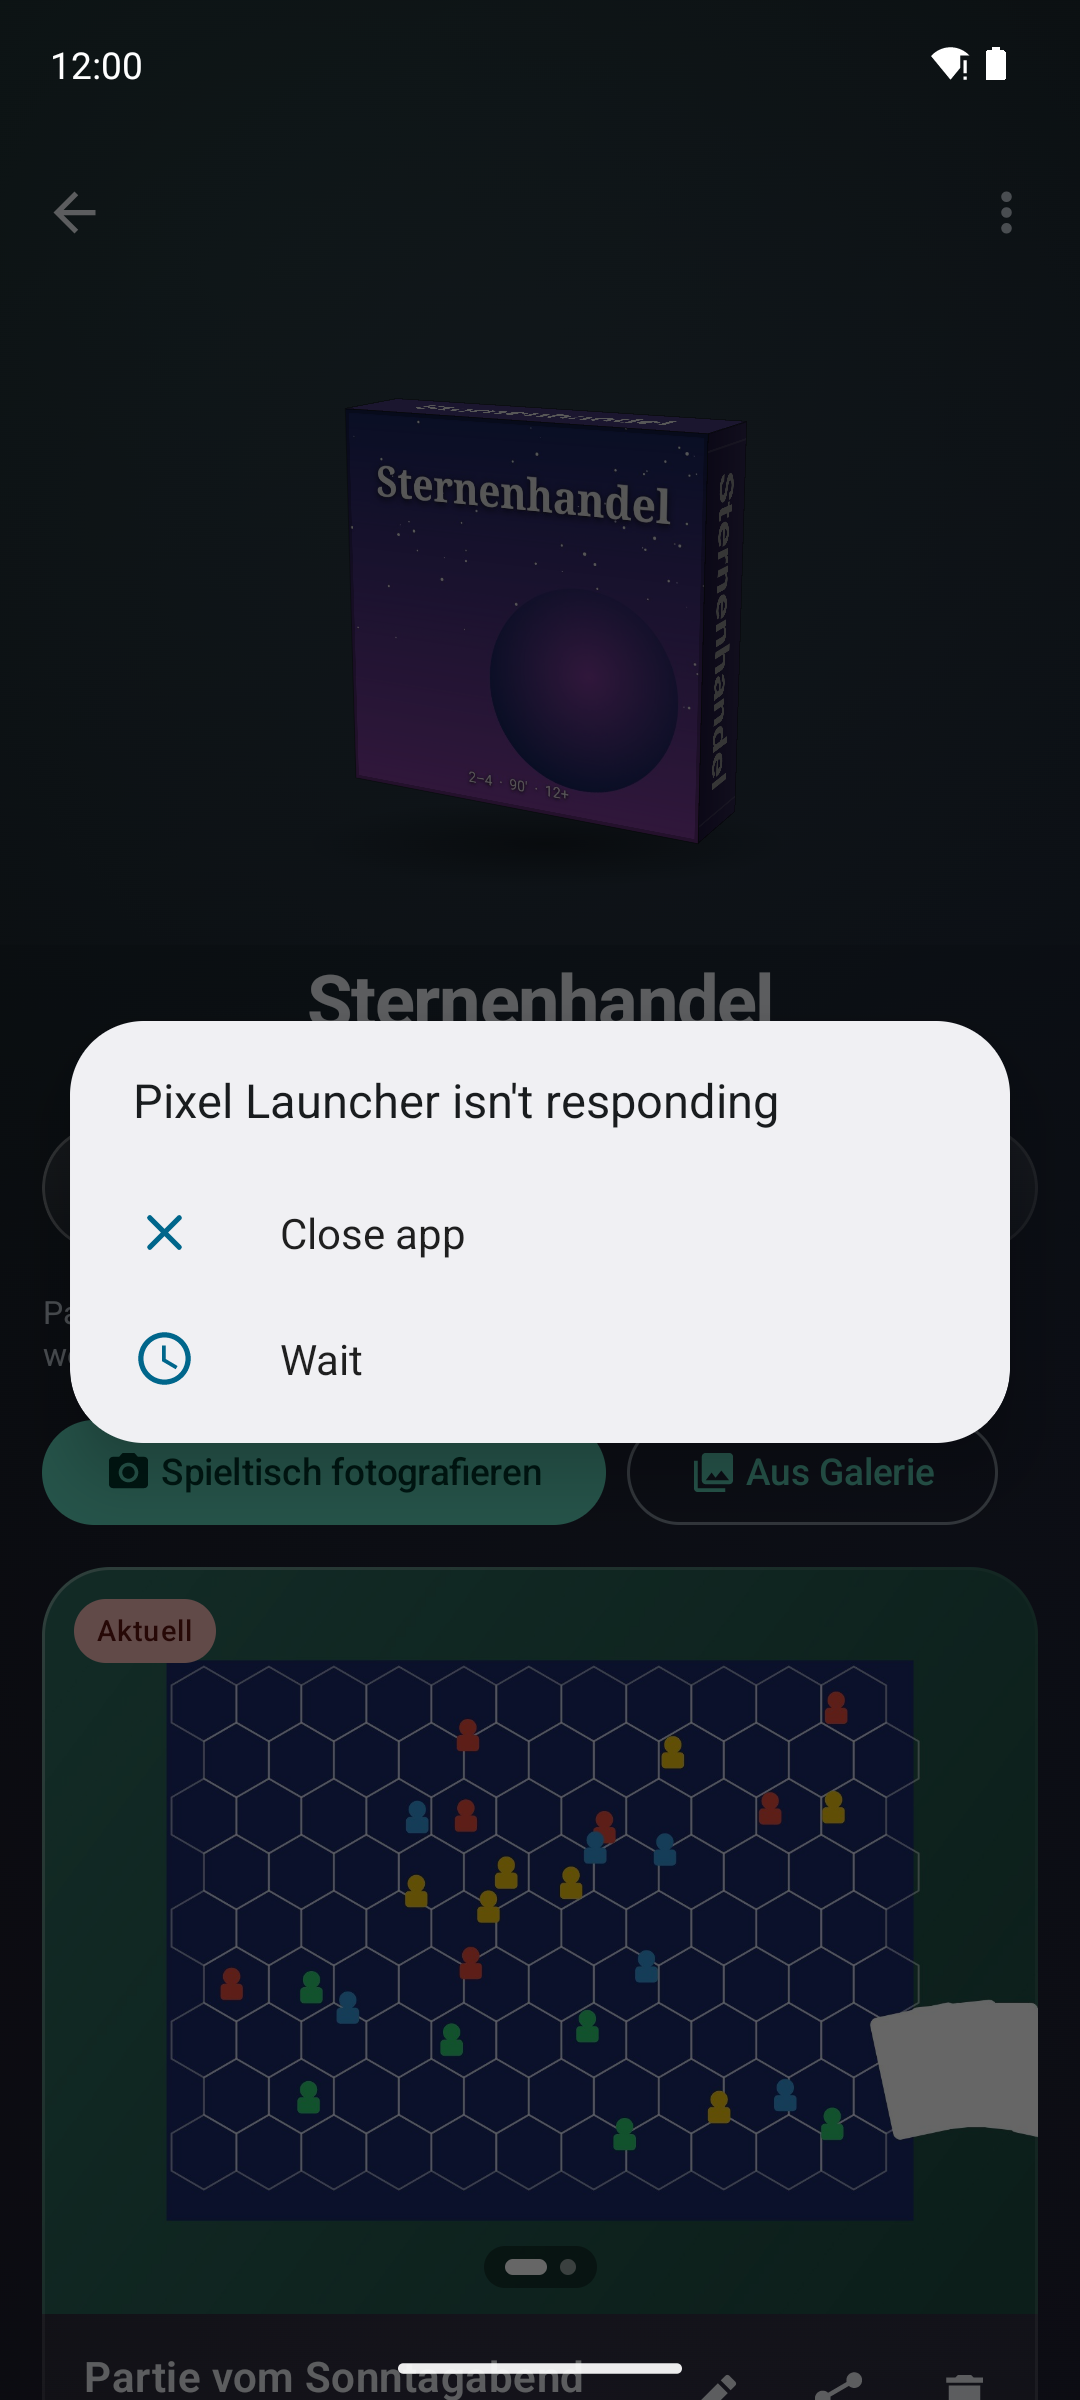 12:00
Sternenhandel
Sternenhandel
Sternenhandel
2–4 · 90' · 12+
Sternenhandel
Pixel Launcher isn't responding
Close app
Wait
Spieltisch fotografieren
Aus Galerie
Aktuell
Partie vom Sonntagabend